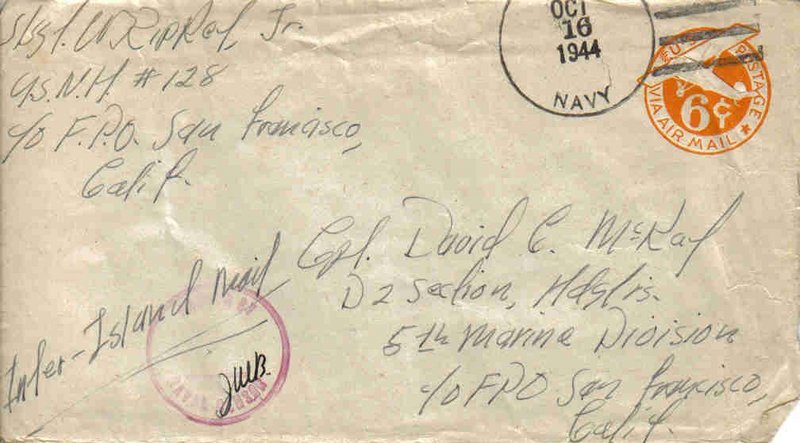 Sgt. W. Jr.
U.S.N.H. #128
c/o F.P.O. San Francisco,
Calif.
OCT
16
1944
NAVY
POSTAGE
6¢
VIA AIR MAIL
Cpl. David C. McKaf
D2 Section, Hdqtrs.
5th Marine Division
c/o FPO San Francisco,
Calif.
Inter-Island Mail
JWB.